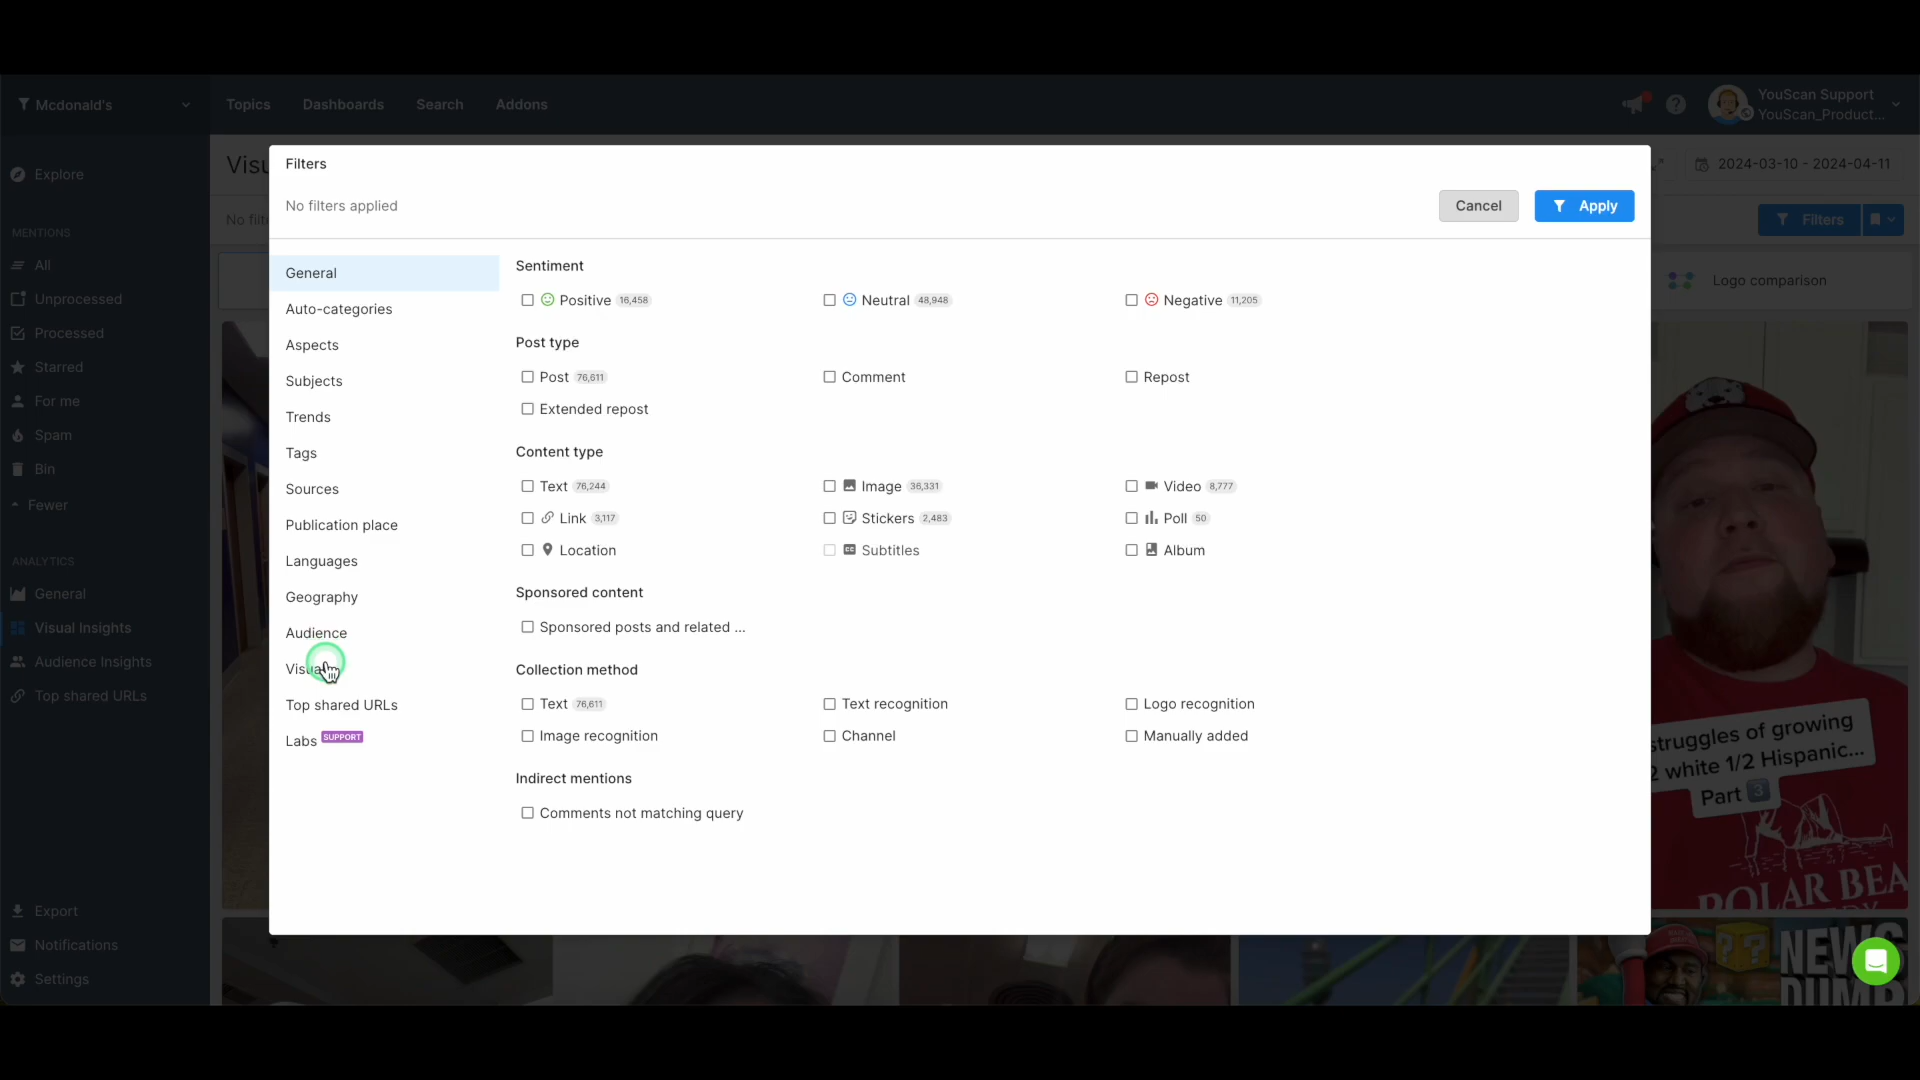 Mcdonald's
Topics
Dashboards
Search
Addons
YouScan Support
YouScan_Product...
Explore
MENTIONS
All
Unprocessed
Processed
Starred
For me
Spam
Bin
Fewer
ANALYTICS
General
Visual Insights
Audience Insights
Top shared URLs
Export
Notifications
Settings
2024-03-10 - 2024-04-11
Filters
Logo comparison
Filters
No filters applied
Cancel
Apply
General
Auto-categories
Aspects
Subjects
Trends
Tags
Sources
Publication place
Languages
Geography
Audience
Top shared URLs
Labs SUPPORT
Sentiment
Positive 16,458
Neutral 48,948
Negative 11,205
Post type
Post 76,611
Comment
Repost
Extended repost
Content type
Text 76,244
Image 36,331
Video 8,777
Link 3,117
Stickers 2,483
Poll 50
Location
Subtitles
Album
Sponsored content
Sponsored posts and related ...
Collection method
Text 76,611
Text recognition
Logo recognition
Image recognition
Channel
Manually added
Indirect mentions
Comments not matching query
struggles of growing
white 1/2 Hispanic...
Part 3
POLAR BEA
NEWS
DUMB